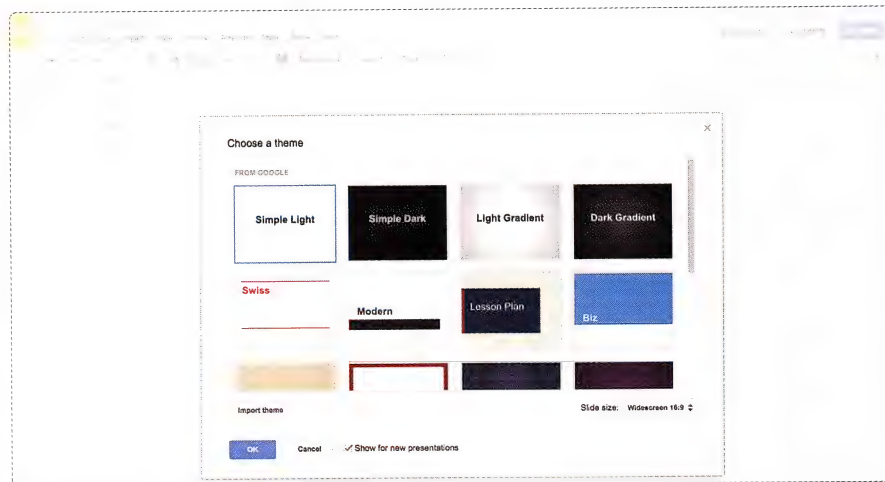 Choose a theme
FROM GOOGLE
Simple Light
Simple Dark
Light Gradient
Dark Gradient
Swiss
Modern
Lesson Plan
Biz
Import theme
Slide size: Widescreen 16:9
OK
Cancel
Show for new presentations